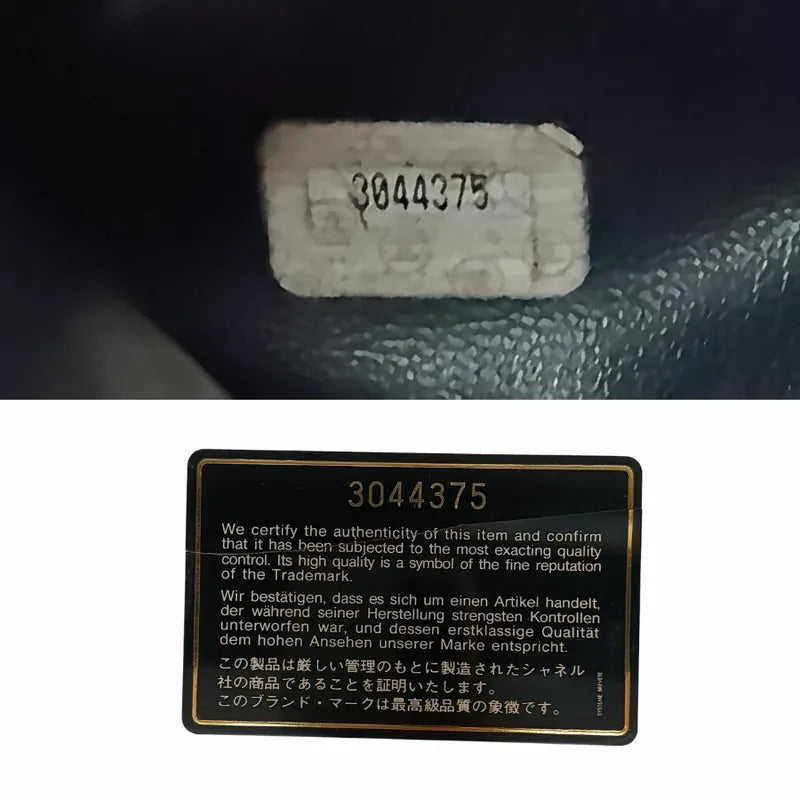 3044375
3044375
We certify the authenticity of this item and confirm
that it has been subjected to the most exacting quality
control. Its high quality is a symbol of the fine reputation
of the Trademark.
Wir bestätigen, dass es sich um einen Artikel handelt,
der während seiner Herstellung strengsten Kontrollen
unterworfen war, und dessen erstklassige Qualität
dem hohen Ansehen unserer Marke entspricht.
この製品は厳しい管理のもとに製造されたシャネル
社の商品であることを証明いたします。
このブランド・マークは最高級品質の象徴です。
SYSTEME BREVETE